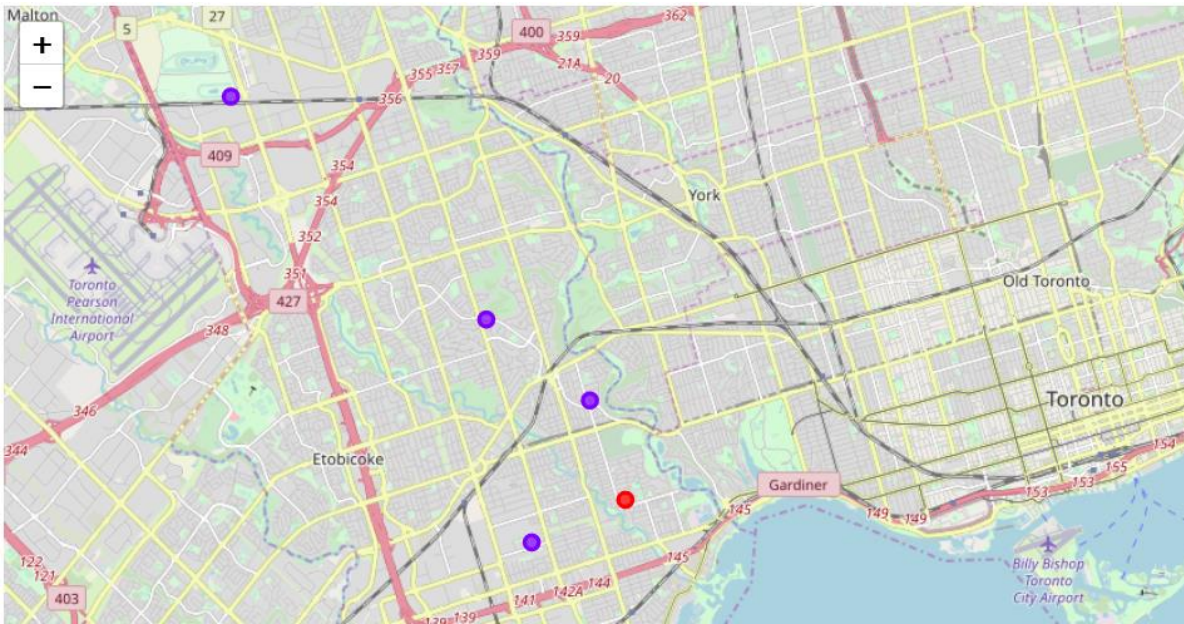 Malton
5
27
362
+
400
359
359
21A
20
357
355
356
−
409
354
York
354
352
351
Toronto
Pearson
International
Airport
427
Old Toronto
348
346
Toronto
344
Etobicoke
154
155
Gardiner
153
153
145
149
149
145
122
121
144
142A
141
139
139
403
Billy Bishop
Toronto
City Airport